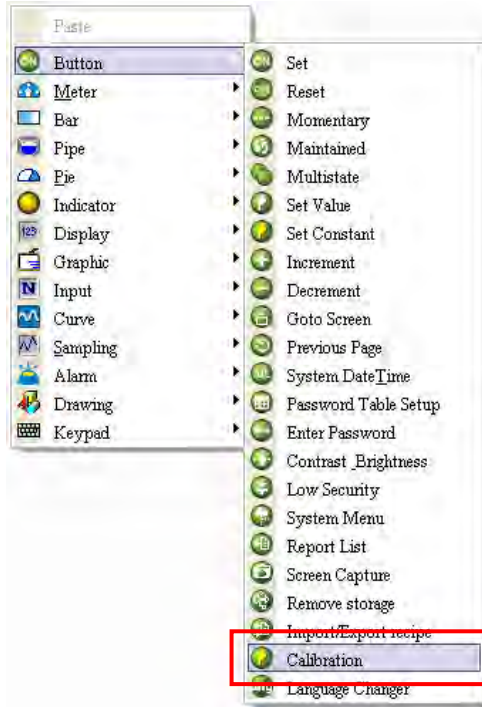 Paste
Button
Meter
Bar
Pipe
Pie
Indicator
Display
Graphic
Input
Curve
Sampling
Alarm
Drawing
Keypad
Set
Reset
Momentary
Maintained
Multistate
Set Value
Set Constant
Increment
Decrement
Goto Screen
Previous Page
System DateTime
Password Table Setup
Enter Password
Contrast _Brightness
Low Security
System Menu
Report List
Screen Capture
Remove storage
Import/Export recipe
Calibration
Language Changer